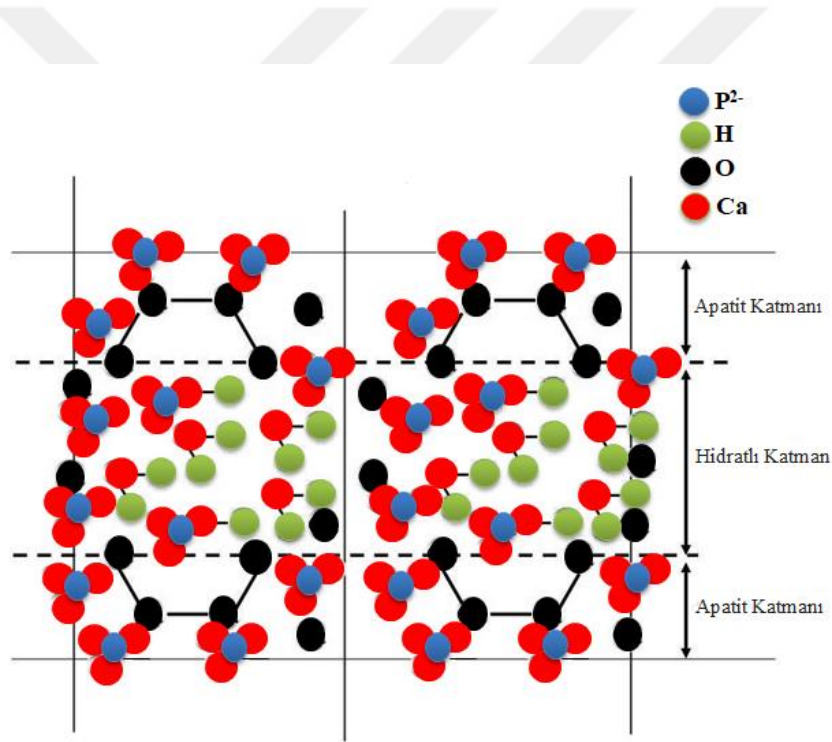 P²⁻
H
O
Ca
Apatit Katmanı
Hidratlı Katman
Apatit Katmanı